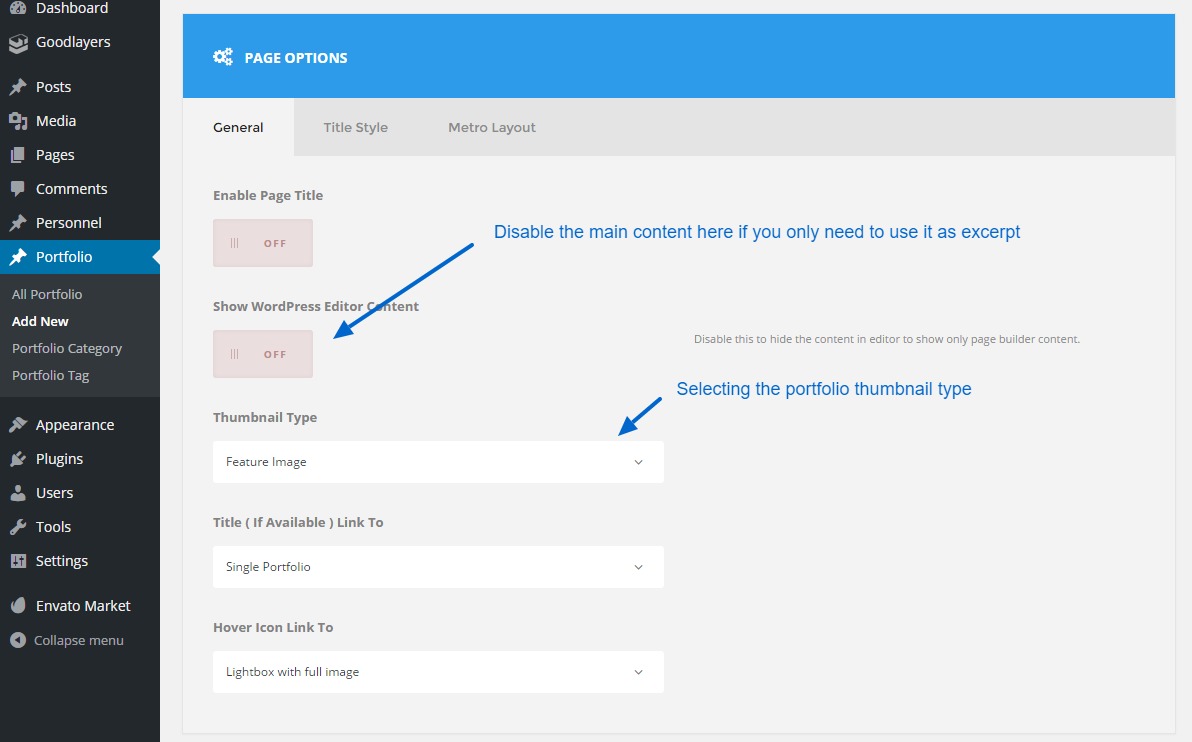 Dashboard
Goodlayers
Posts
Media
Pages
Comments
Personnel
Portfolio
All Portfolio
Add New
Portfolio Category
Portfolio Tag
Appearance
Plugins
Users
Tools
Settings
Envato Market
Collapse menu
PAGE OPTIONS
General
Title Style
Metro Layout
Enable Page Title
OFF
Disable the main content here if you only need to use it as excerpt
Show WordPress Editor Content
OFF
Disable this to hide the content in editor to show only page builder content.
Selecting the portfolio thumbnail type
Thumbnail Type
Feature Image
Title ( If Available ) Link To
Single Portfolio
Hover Icon Link To
Lightbox with full image